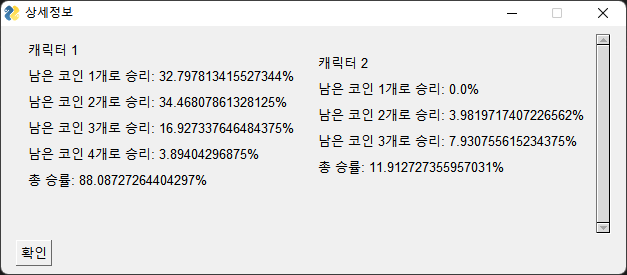 상세정보
캐릭터 1
남은 코인 1개로 승리: 32.797813415527344%
남은 코인 2개로 승리: 34.46807861328125%
남은 코인 3개로 승리: 16.927337646484375%
남은 코인 4개로 승리: 3.89404296875%
총 승률: 88.08727264404297%
캐릭터 2
남은 코인 1개로 승리: 0.0%
남은 코인 2개로 승리: 3.9819717407226562%
남은 코인 3개로 승리: 7.930755615234375%
총 승률: 11.912727355957031%
확인